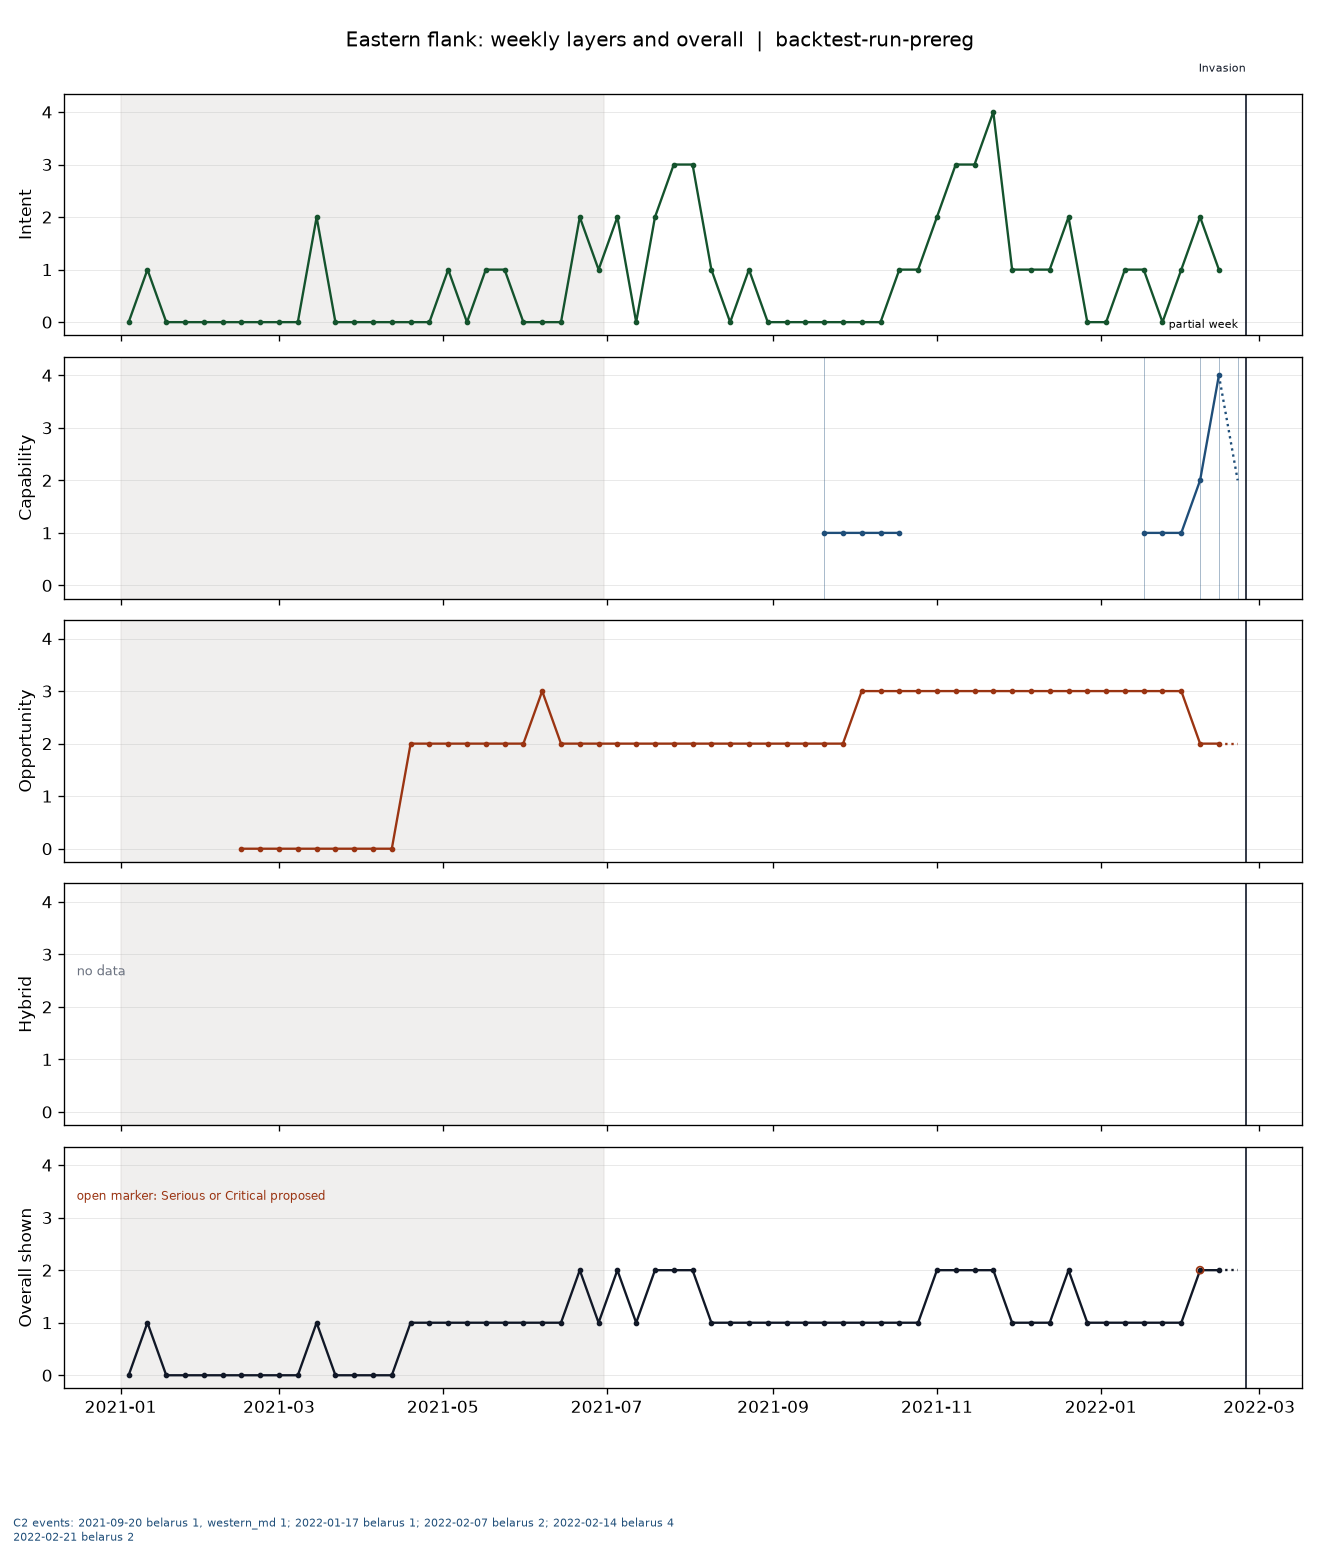 Eastern flank: weekly layers and overall | backtest-run-prereg
Invasion
4
3
2
1
0
Intent
partial week
4
3
2
1
0
Capability
4
3
2
1
0
Opportunity
4
3
2
1
0
Hybrid
no data
4
3
2
1
0
Overall shown
open marker: Serious or Critical proposed
2021-01 2021-03 2021-05 2021-07 2021-09 2021-11 2022-01 2022-03
C2 events: 2021-09-20 belarus 1, western_md 1; 2022-01-17 belarus 1; 2022-02-07 belarus 2; 2022-02-14 belarus 4
2022-02-21 belarus 2